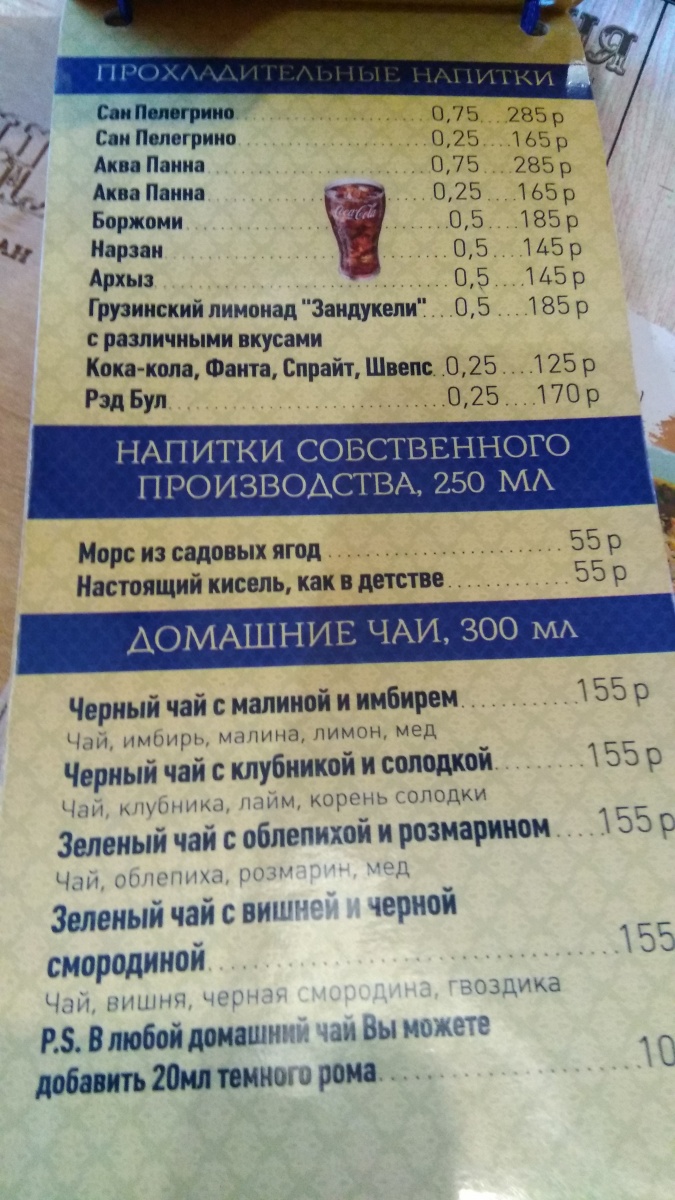 ПРОХЛАДИТЕЛЬНЫЕ НАПИТКИ
Сан Пелегрино 0,75 285 р
Сан Пелегрино 0,25 165 р
Аква Панна 0,75 285 р
Аква Панна 0,25 165 р
Боржоми 0,5 185 р
Нарзан 0,5 145 р
Архыз 0,5 145 р
Грузинский лимонад "Зандукели" 0,5 185 р
с различными вкусами
Кока-кола, Фанта, Спрайт, Швепс 0,25 125 р
Рэд Бул 0,25 170 р
Coca-Cola
НАПИТКИ СОБСТВЕННОГО
ПРОИЗВОДСТВА, 250 МЛ
Морс из садовых ягод 55 р
Настоящий кисель, как в детстве 55 р
ДОМАШНИЕ ЧАИ, 300 МЛ
Черный чай с малиной и имбирем 155 р
Чай, имбирь, малина, лимон, мед
Черный чай с клубникой и солодкой 155 р
Чай, клубника, лайм, корень солодки
Зеленый чай с облепихой и розмарином 155 р
Чай, облепиха, розмарин, мед
Зеленый чай с вишней и черной
смородиной 155
Чай, вишня, черная смородина, гвоздика
P.S. В любой домашний чай Вы можете
добавить 20мл темного рома 10